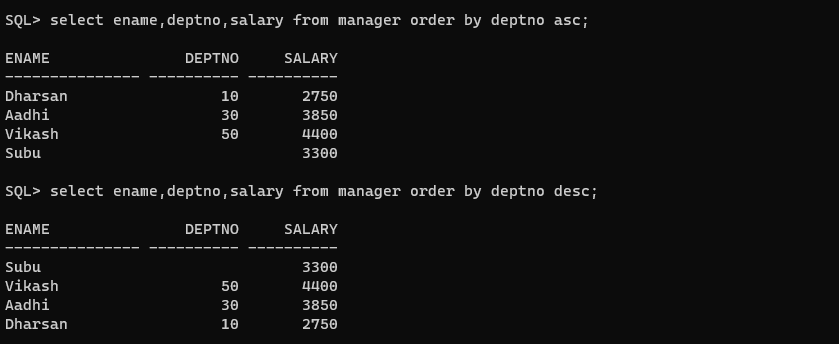 SQL> select ename,deptno,salary from manager order by deptno asc;
ENAME                DEPTNO     SALARY
--------------- ---------- ----------
Dharsan                 10       2750
Aadhi                   30       3850
Vikash                  50       4400
Subu                             3300
SQL> select ename,deptno,salary from manager order by deptno desc;
ENAME                DEPTNO     SALARY
--------------- ---------- ----------
Subu                             3300
Vikash                  50       4400
Aadhi                   30       3850
Dharsan                 10       2750